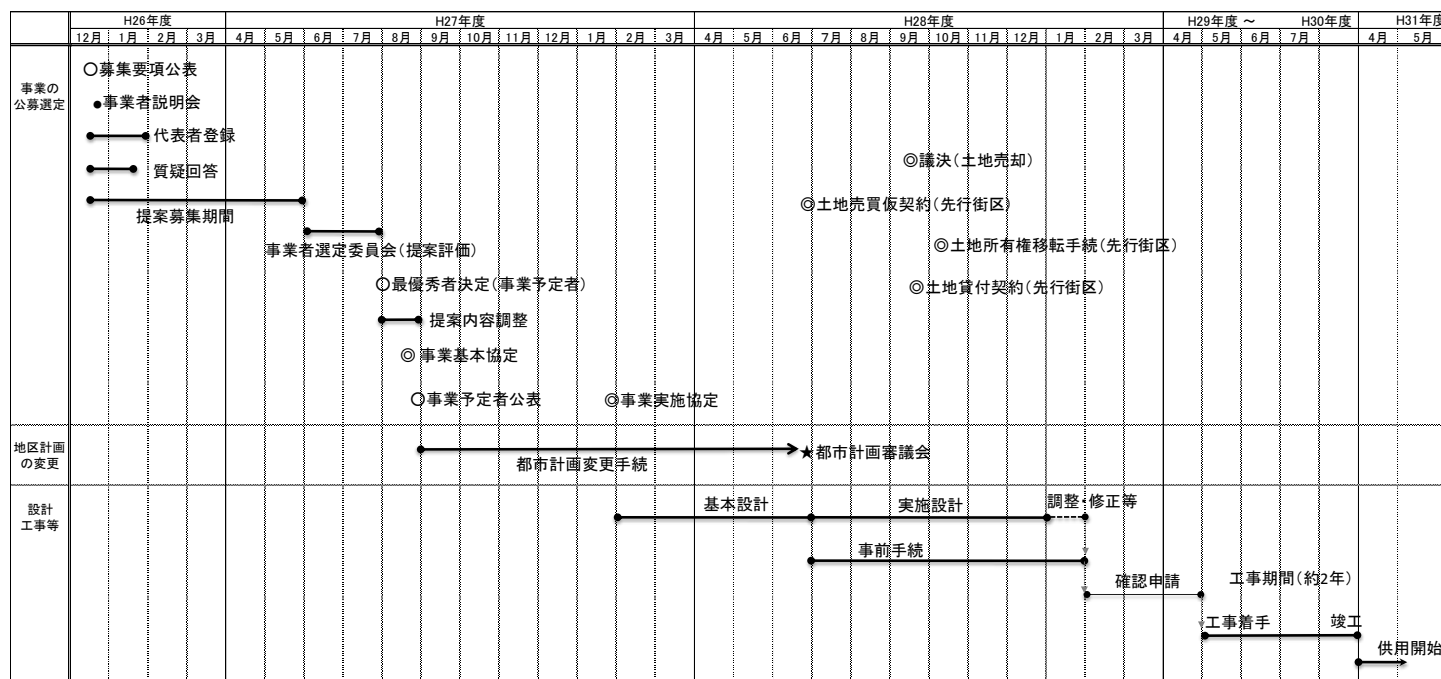 H26年度 H27年度 H28年度 H29年度 ～ H30年度 H31年度
12月 1月 2月 3月 4月 5月 6月 7月 8月 9月 10月 11月 12月 1月 2月 3月 4月 5月 6月 7月 8月 9月 10月 11月 12月 1月 2月 3月 4月 5月 6月 7月 4月 5月
事業の
公募選定
○募集要項公表
●事業者説明会
代表者登録
質疑回答
提案募集期間
事業者選定委員会(提案評価)
○最優秀者決定(事業予定者)
提案内容調整
◎事業基本協定
○事業予定者公表
◎事業実施協定
◎議決(土地売却)
◎土地売買仮契約(先行街区)
◎土地所有権移転手続(先行街区)
◎土地貸付契約(先行街区)
地区計画
の変更
都市計画変更手続
★都市計画審議会
設計
工事等
基本設計
実施設計
調整・修正等
事前手続
確認申請
工事期間(約2年)
工事着手
竣工
供用開始